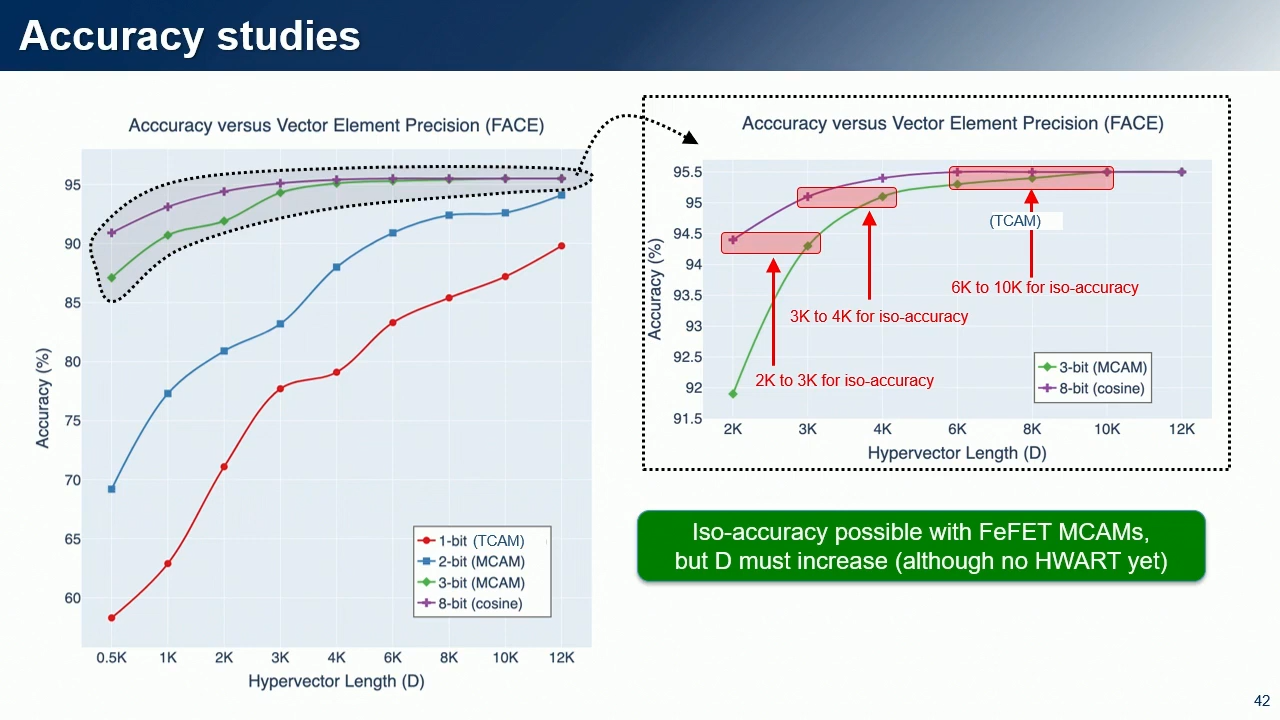 Accuracy studies
Acccuracy versus Vector Element Precision (FACE)
95
90
85
80
75
70
65
60
Accuracy (%)
0.5K 1K 2K 3K 4K 6K 8K 10K 12K
Hypervector Length (D)
1-bit (TCAM)
2-bit (MCAM)
3-bit (MCAM)
8-bit (cosine)
Acccuracy versus Vector Element Precision (FACE)
95.5
95
94.5
94
93.5
93
92.5
92
91.5
Accuracy (%)
(TCAM)
6K to 10K for iso-accuracy
3K to 4K for iso-accuracy
2K to 3K for iso-accuracy
3-bit (MCAM)
8-bit (cosine)
2K 3K 4K 6K 8K 10K 12K
Hypervector Length (D)
Iso-accuracy possible with FeFET MCAMs,
but D must increase (although no HWART yet)
42